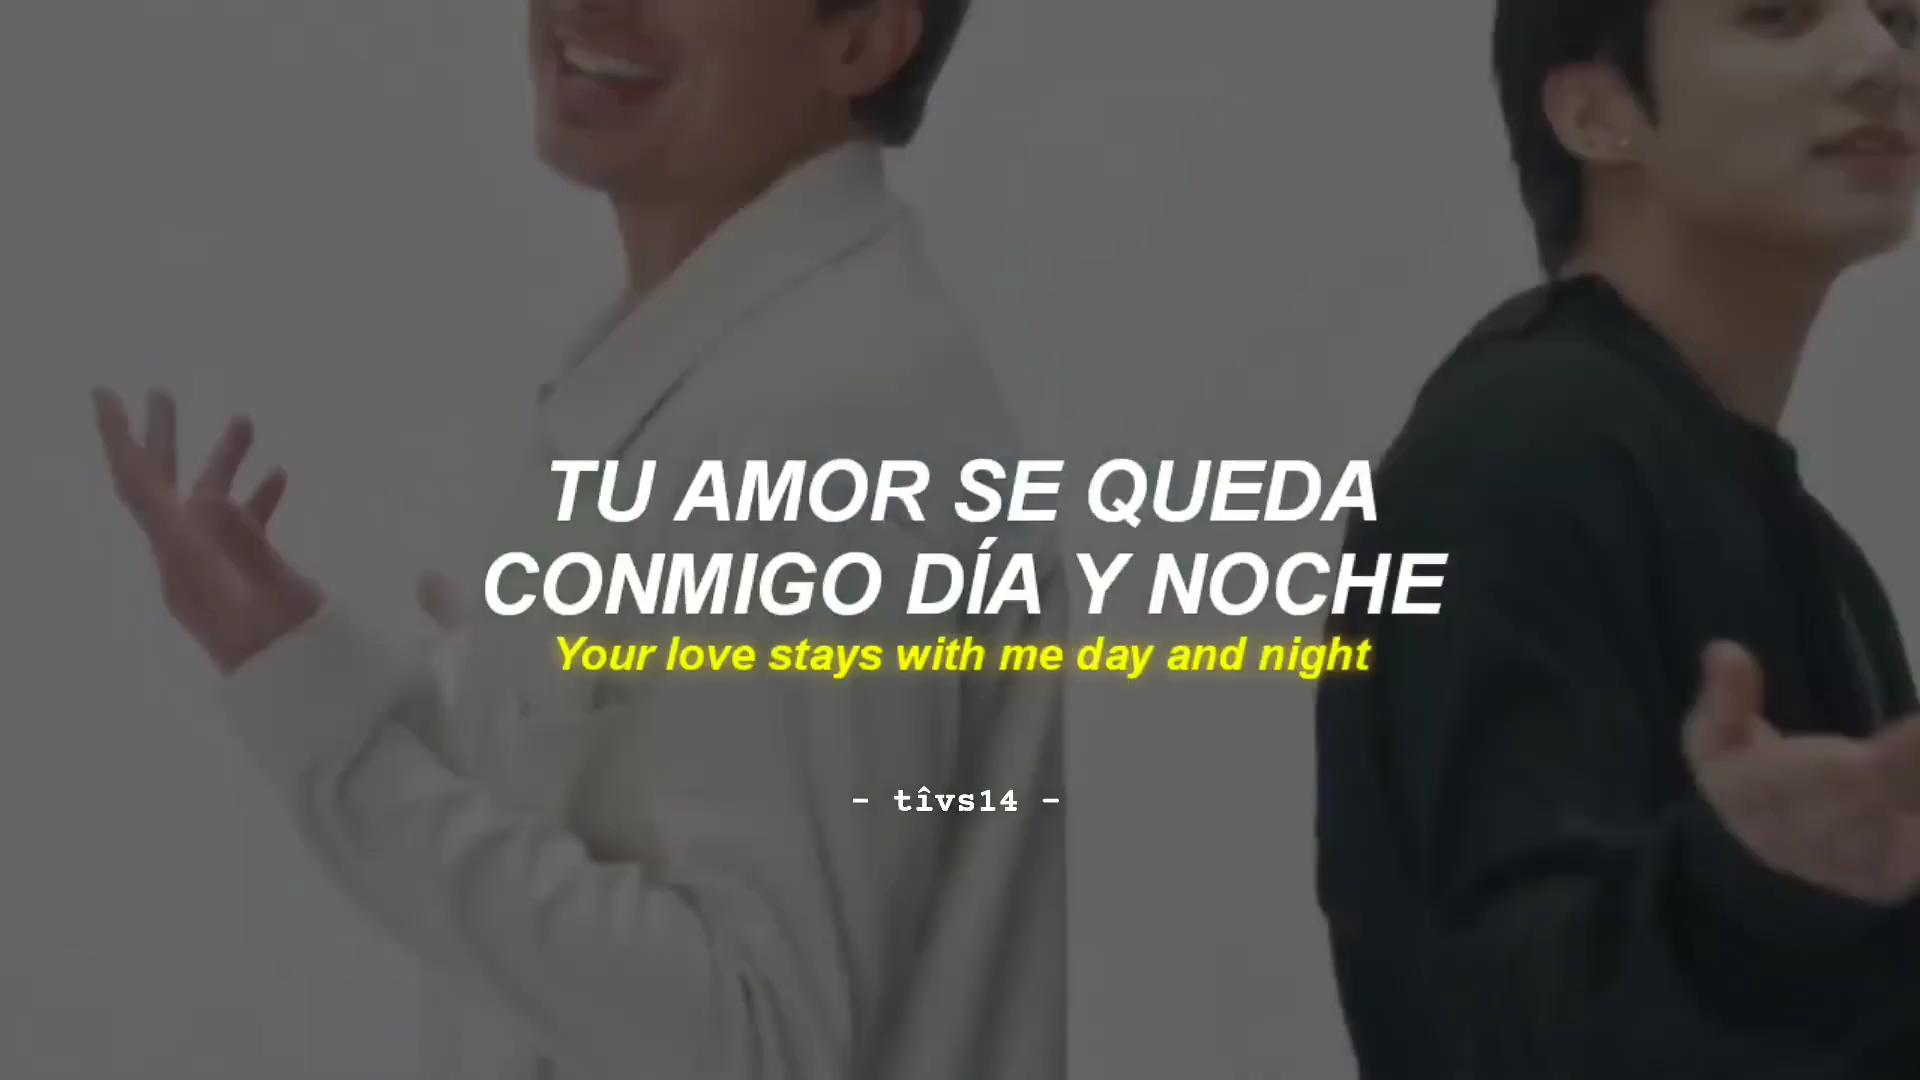 TU AMOR SE QUEDA
CONMIGO DÍA Y NOCHE
Your love stays with me day and night
- tîvs14 -